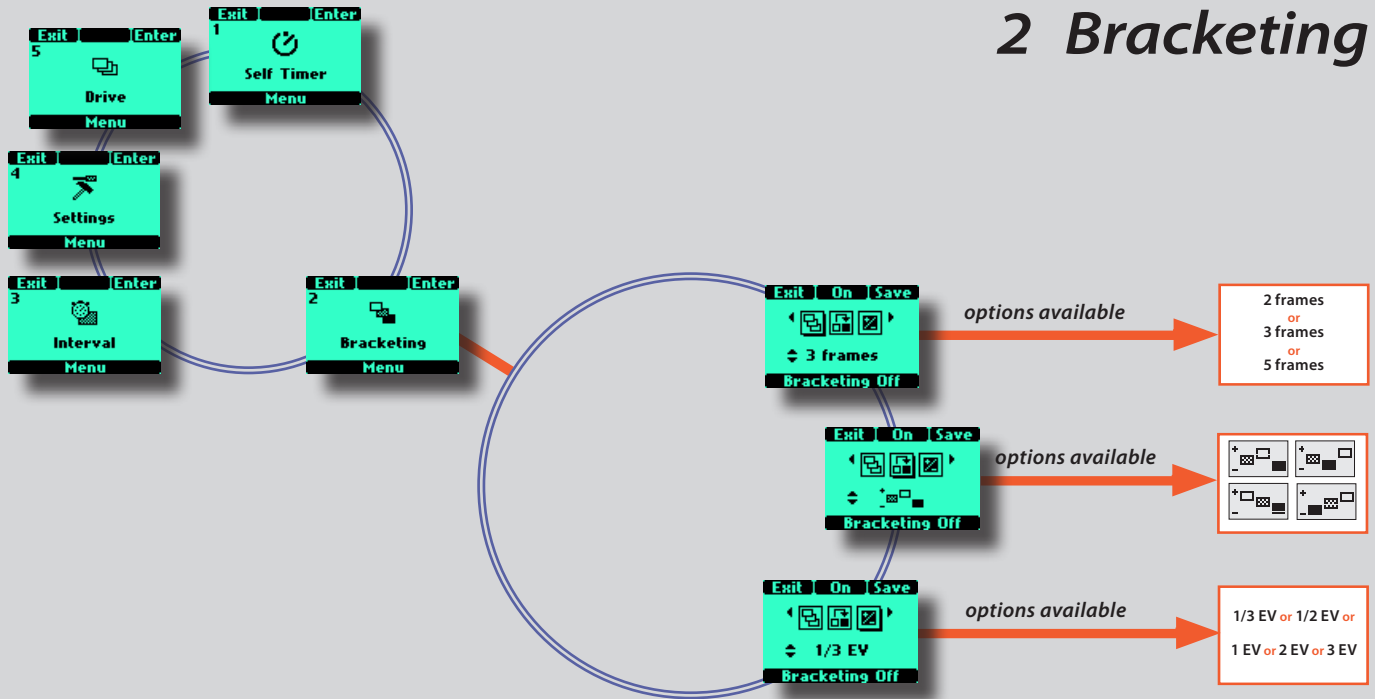 2 Bracketing
Exit Enter
1
Self Timer
Menu
Exit Enter
5
Drive
Menu
Exit Enter
4
Settings
Menu
Exit Enter
3
Interval
Menu
Exit Enter
2
Bracketing
Menu
Exit On Save
3 frames
Bracketing Off
options available
2 frames
or
3 frames
or
5 frames
Exit On Save
+
-
Bracketing Off
options available
+
-
+
-
+
-
+
-
Exit On Save
1/3 EV
Bracketing Off
options available
1/3 EV or 1/2 EV or
1 EV or 2 EV or 3 EV